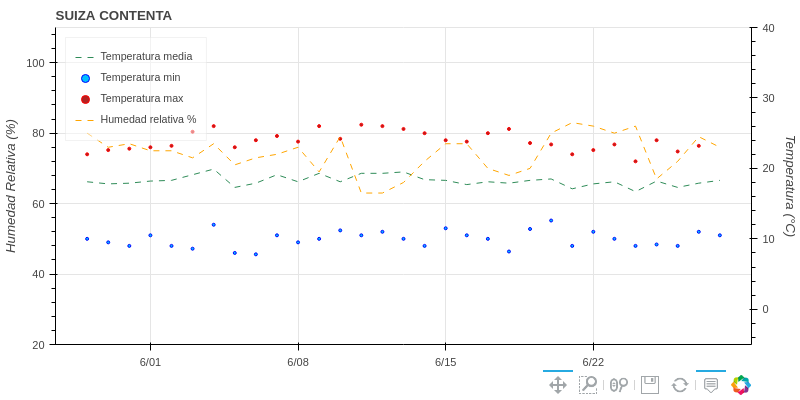 SUIZA CONTENTA
Temperatura media
Temperatura min
Temperatura max
Humedad relativa %
Humedad Relativa (%)
100
80
60
40
20
40
30
20
10
0
Temperatura (°C)
6/01
6/08
6/15
6/22